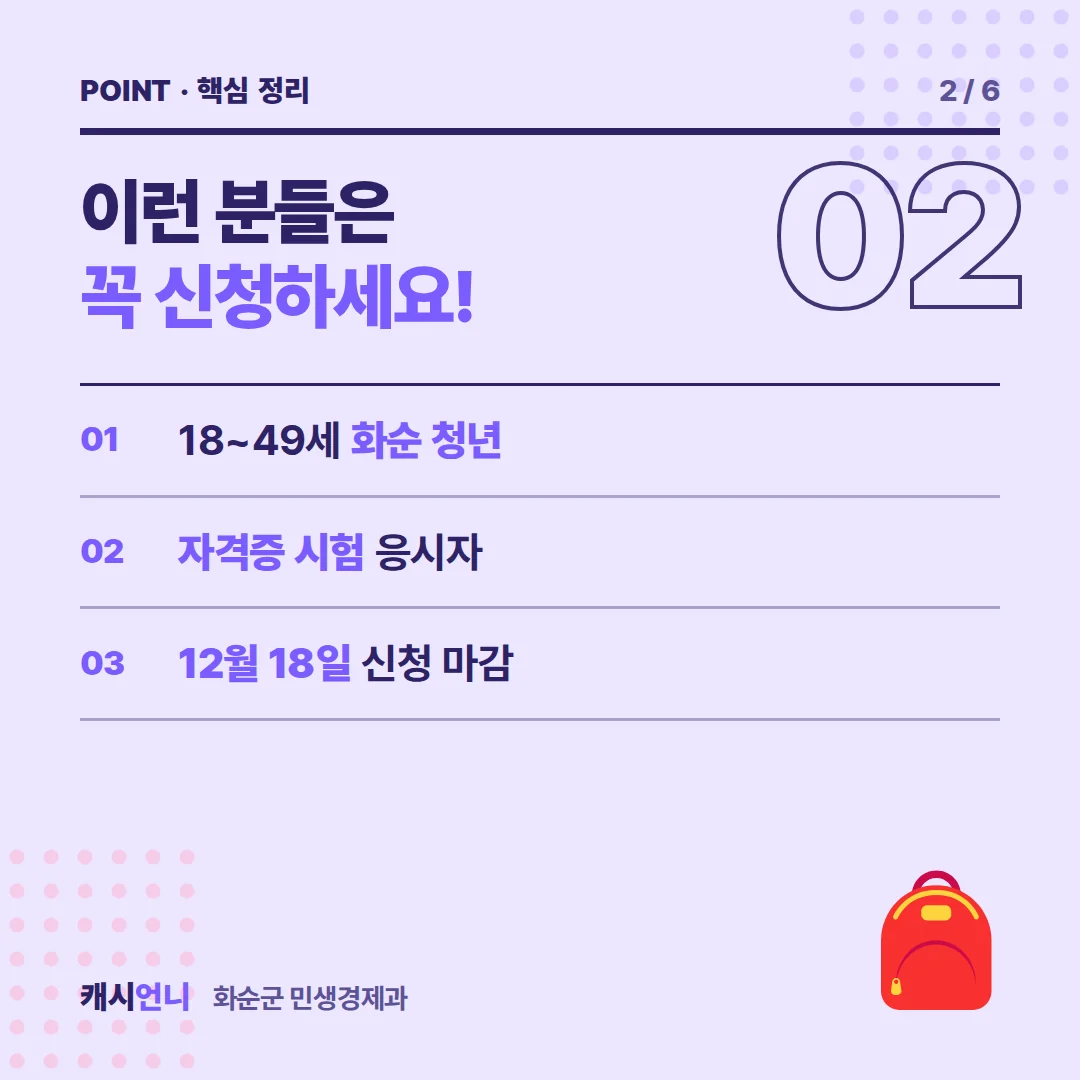 POINT · 핵심 정리
2 / 6
이런 분들은
꼭 신청하세요!
02
01 18~49세 화순 청년
02 자격증 시험 응시자
03 12월 18일 신청 마감
캐시언니 화순군 민생경제과